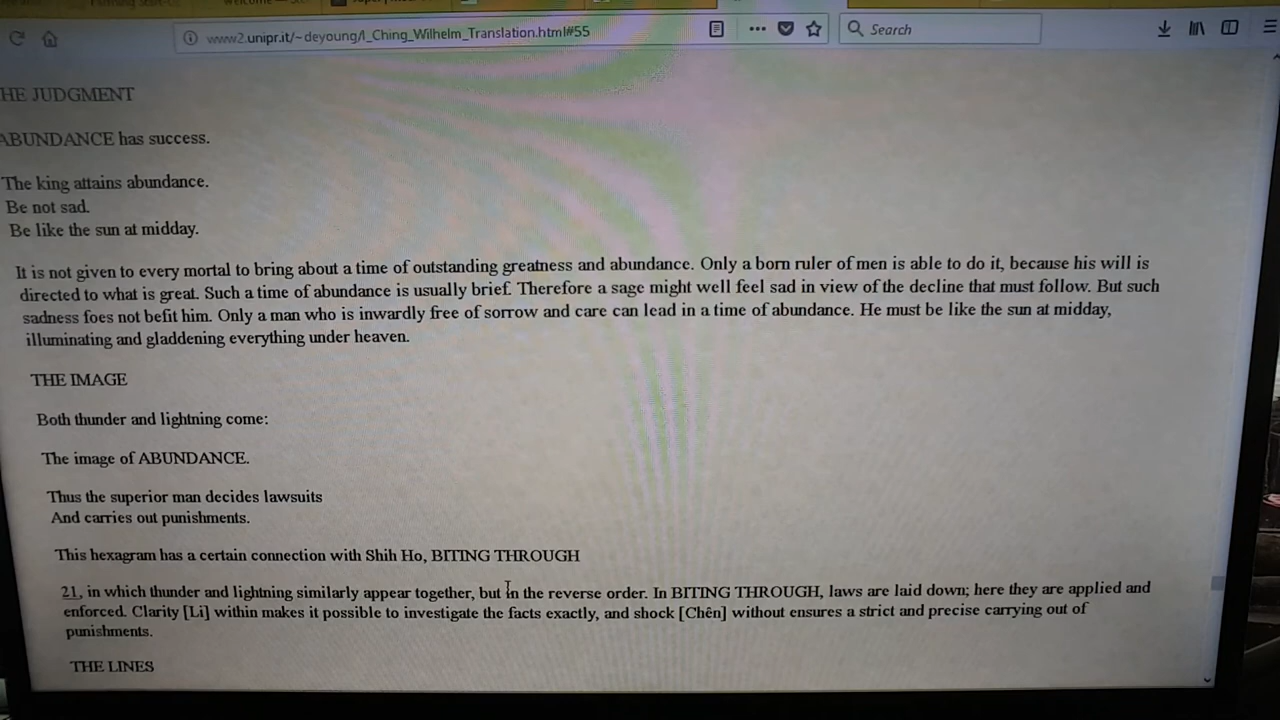 www2.unipr.it/~deyoung/I_Ching_Wilhelm_Translation.html#55
Search
HE JUDGMENT
ABUNDANCE has success.
The king attains abundance.
Be not sad.
Be like the sun at midday.
It is not given to every mortal to bring about a time of outstanding greatness and abundance. Only a born ruler of men is able to do it, because his will is
directed to what is great. Such a time of abundance is usually brief. Therefore a sage might well feel sad in view of the decline that must follow. But such
sadness foes not befit him. Only a man who is inwardly free of sorrow and care can lead in a time of abundance. He must be like the sun at midday,
illuminating and gladdening everything under heaven.
THE IMAGE
Both thunder and lightning come:
The image of ABUNDANCE.
Thus the superior man decides lawsuits
And carries out punishments.
This hexagram has a certain connection with Shih Ho, BITING THROUGH
21, in which thunder and lightning similarly appear together, but in the reverse order. In BITING THROUGH, laws are laid down; here they are applied and
enforced. Clarity [Li] within makes it possible to investigate the facts exactly, and shock [Chên] without ensures a strict and precise carrying out of
punishments.
THE LINES